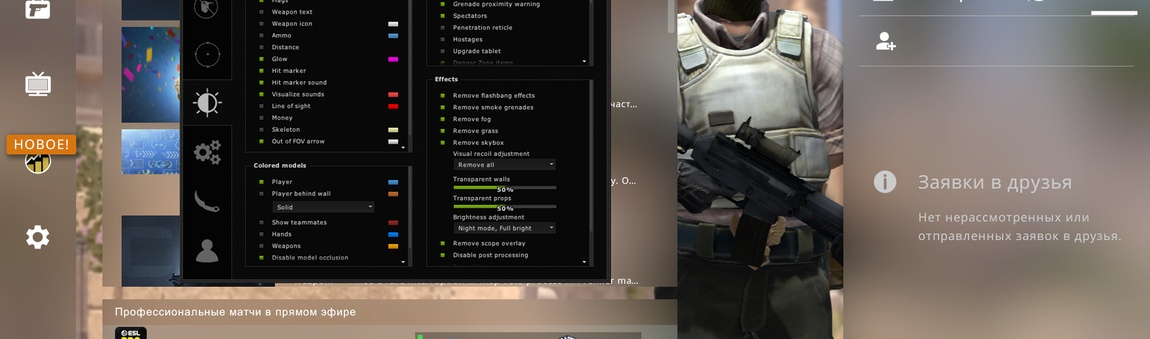 НОВОЕ!
Weapon text
Weapon icon
Ammo
Distance
Glow
Hit marker
Hit marker sound
Visualize sounds
Line of sight
Money
Skeleton
Out of FOV arrow
Colored models
Player
Player behind wall
Solid
Show teammates
Hands
Weapons
Disable model occlusion
Grenade proximity warning
Spectators
Penetration reticle
Hostages
Upgrade tablet
Danger Zone items
Effects
Remove flashbang effects
Remove smoke grenades
Remove fog
Remove grass
Remove skybox
Visual recoil adjustment
Remove all
Transparent walls
50%
Transparent props
50%
Brightness adjustment
Night mode, Full bright
Remove scope overlay
Disable post processing
част...
у. О...
Профессиональные матчи в прямом эфире
ESL
Заявки в друзья
Нет нерассмотренных или
отправленных заявок в друзья.